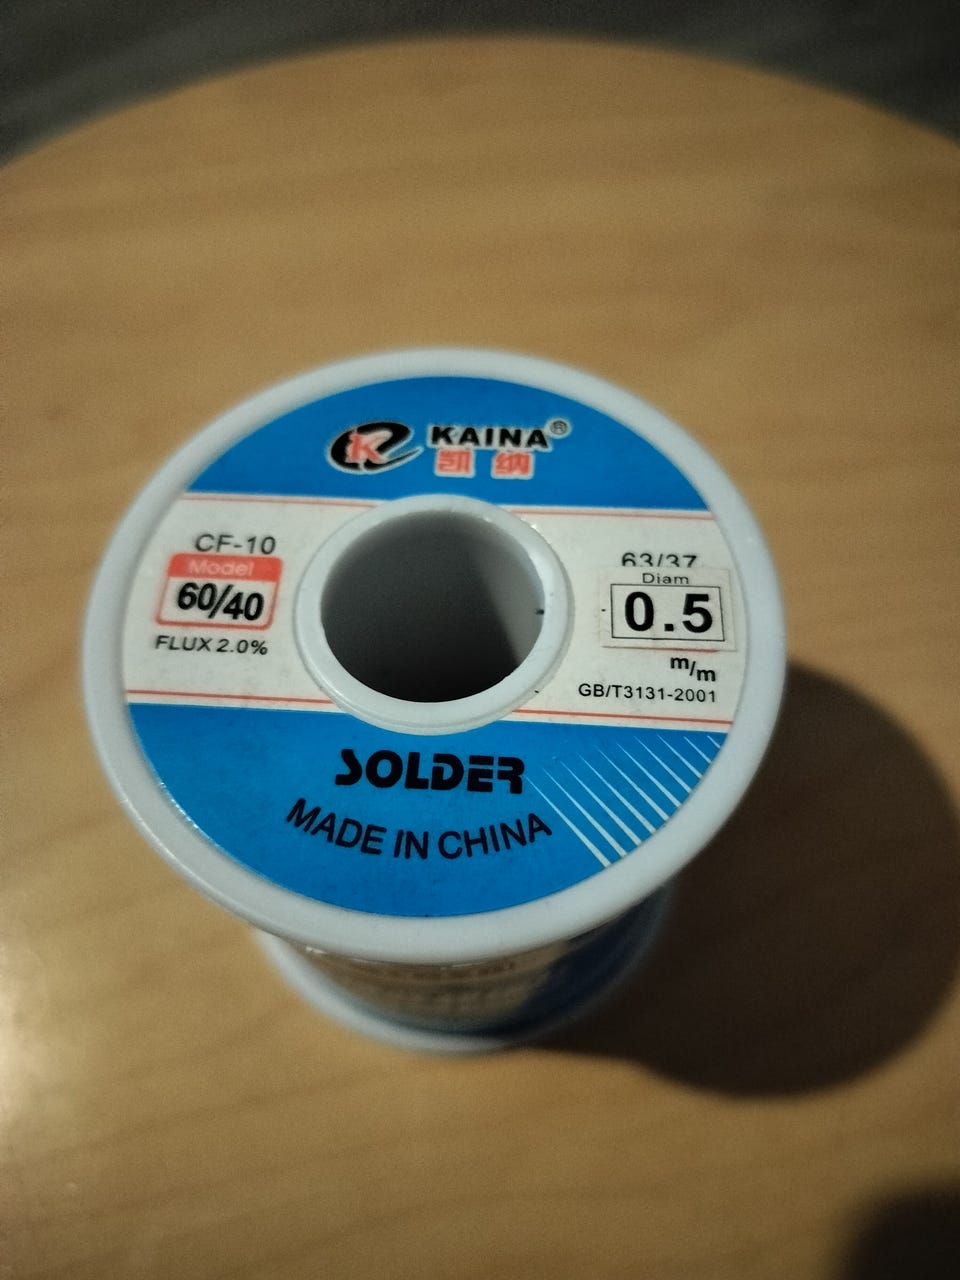 K KAINA®
凯纳
CF-10
Model
60/40
FLUX 2.0%
63/37
Diam
0.5
m/m
GB/T3131-2001
SOLDER
MADE IN CHINA